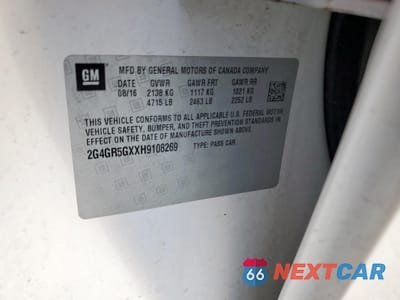 GM
MFD BY GENERAL MOTORS OF CANADA COMPANY
DATE GVWR GAWR FRT GAWR RR
08/16 2138 KG 1117 KG 1021 KG
4715 LB 2463 LB 2252 LB
THIS VEHICLE CONFORMS TO ALL APPLICABLE U.S. FEDERAL MOTOR
VEHICLE SAFETY, BUMPER, AND THEFT PREVENTION STANDARDS IN
EFFECT ON THE DATE OF MANUFACTURE SHOWN ABOVE.
2G4GR5GXXH9108269 TYPE: PASS CAR
66 NEXTCAR